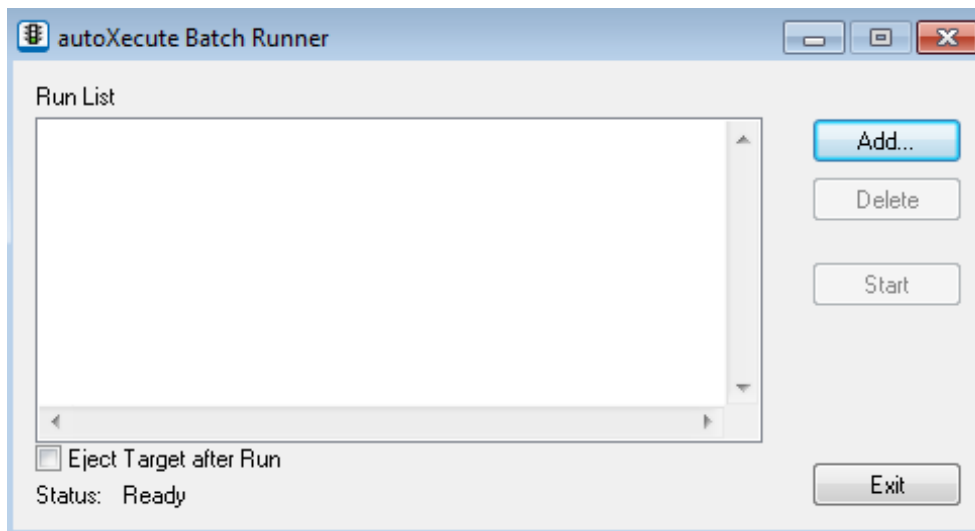 autoXecute Batch Runner
Run List
Add...
Delete
Start
Eject Target after Run
Status: Ready
Exit